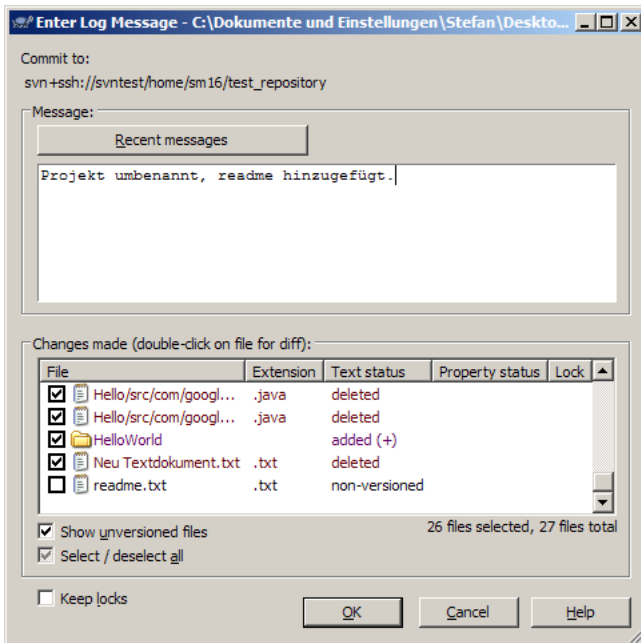 Enter Log Message - C:\Dokumente und Einstellungen\Stefan\Deskto...
Commit to:
svn+ssh://svntest/home/sm16/test_repository
Message:
Recent messages
Projekt umbenannt, readme hinzugefügt.
Changes made (double-click on file for diff):
File Extension Text status Property status Lock
Hello/src/com/googl... .java deleted
Hello/src/com/googl... .java deleted
HelloWorld added (+)
Neu Textdokument.txt .txt deleted
readme.txt .txt non-versioned
Show unversioned files 26 files selected, 27 files total
Select / deselect all
Keep locks
OK Cancel Help